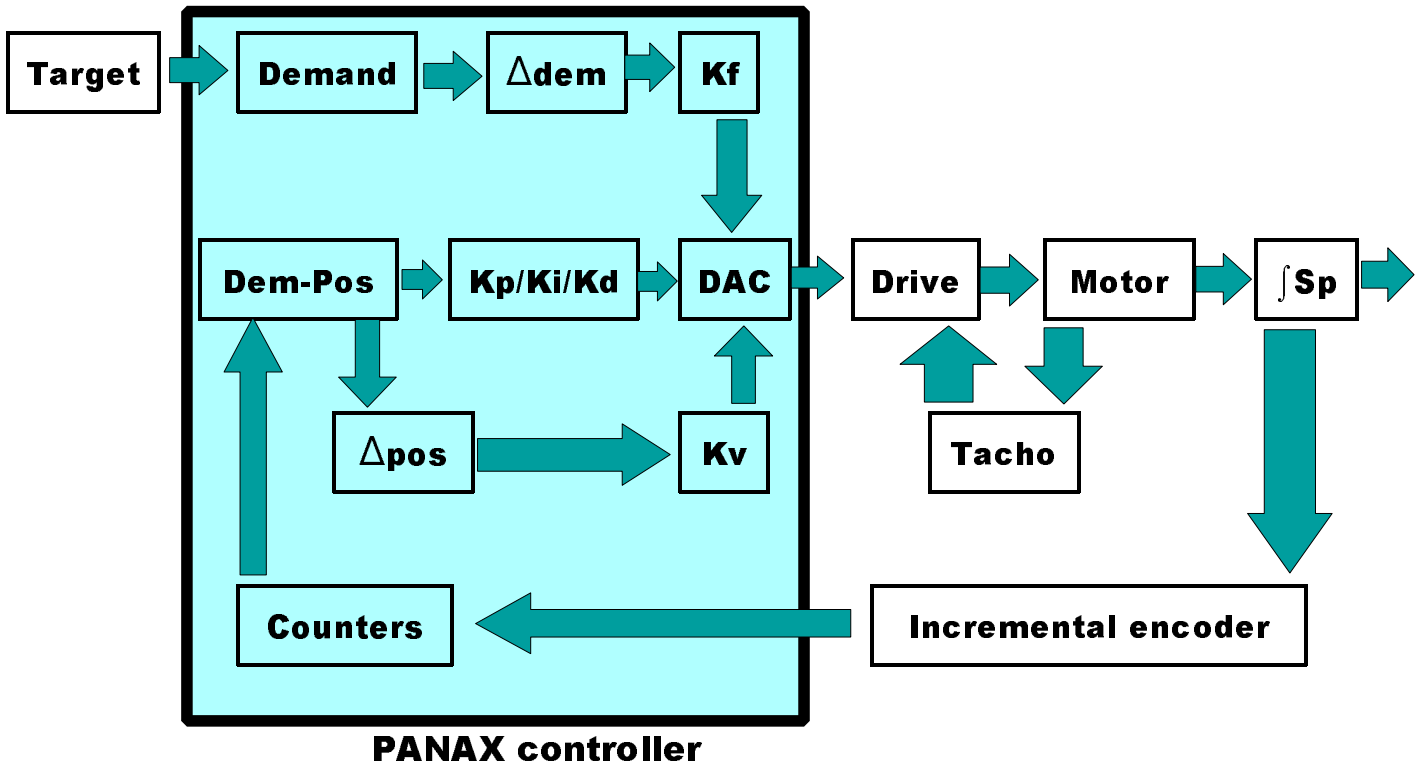 Target
Demand
Δdem
Kf
Dem-Pos
Kp/Ki/Kd
DAC
Drive
Motor
∫Sp
Δpos
Kv
Tacho
Counters
Incremental encoder
PANAX controller